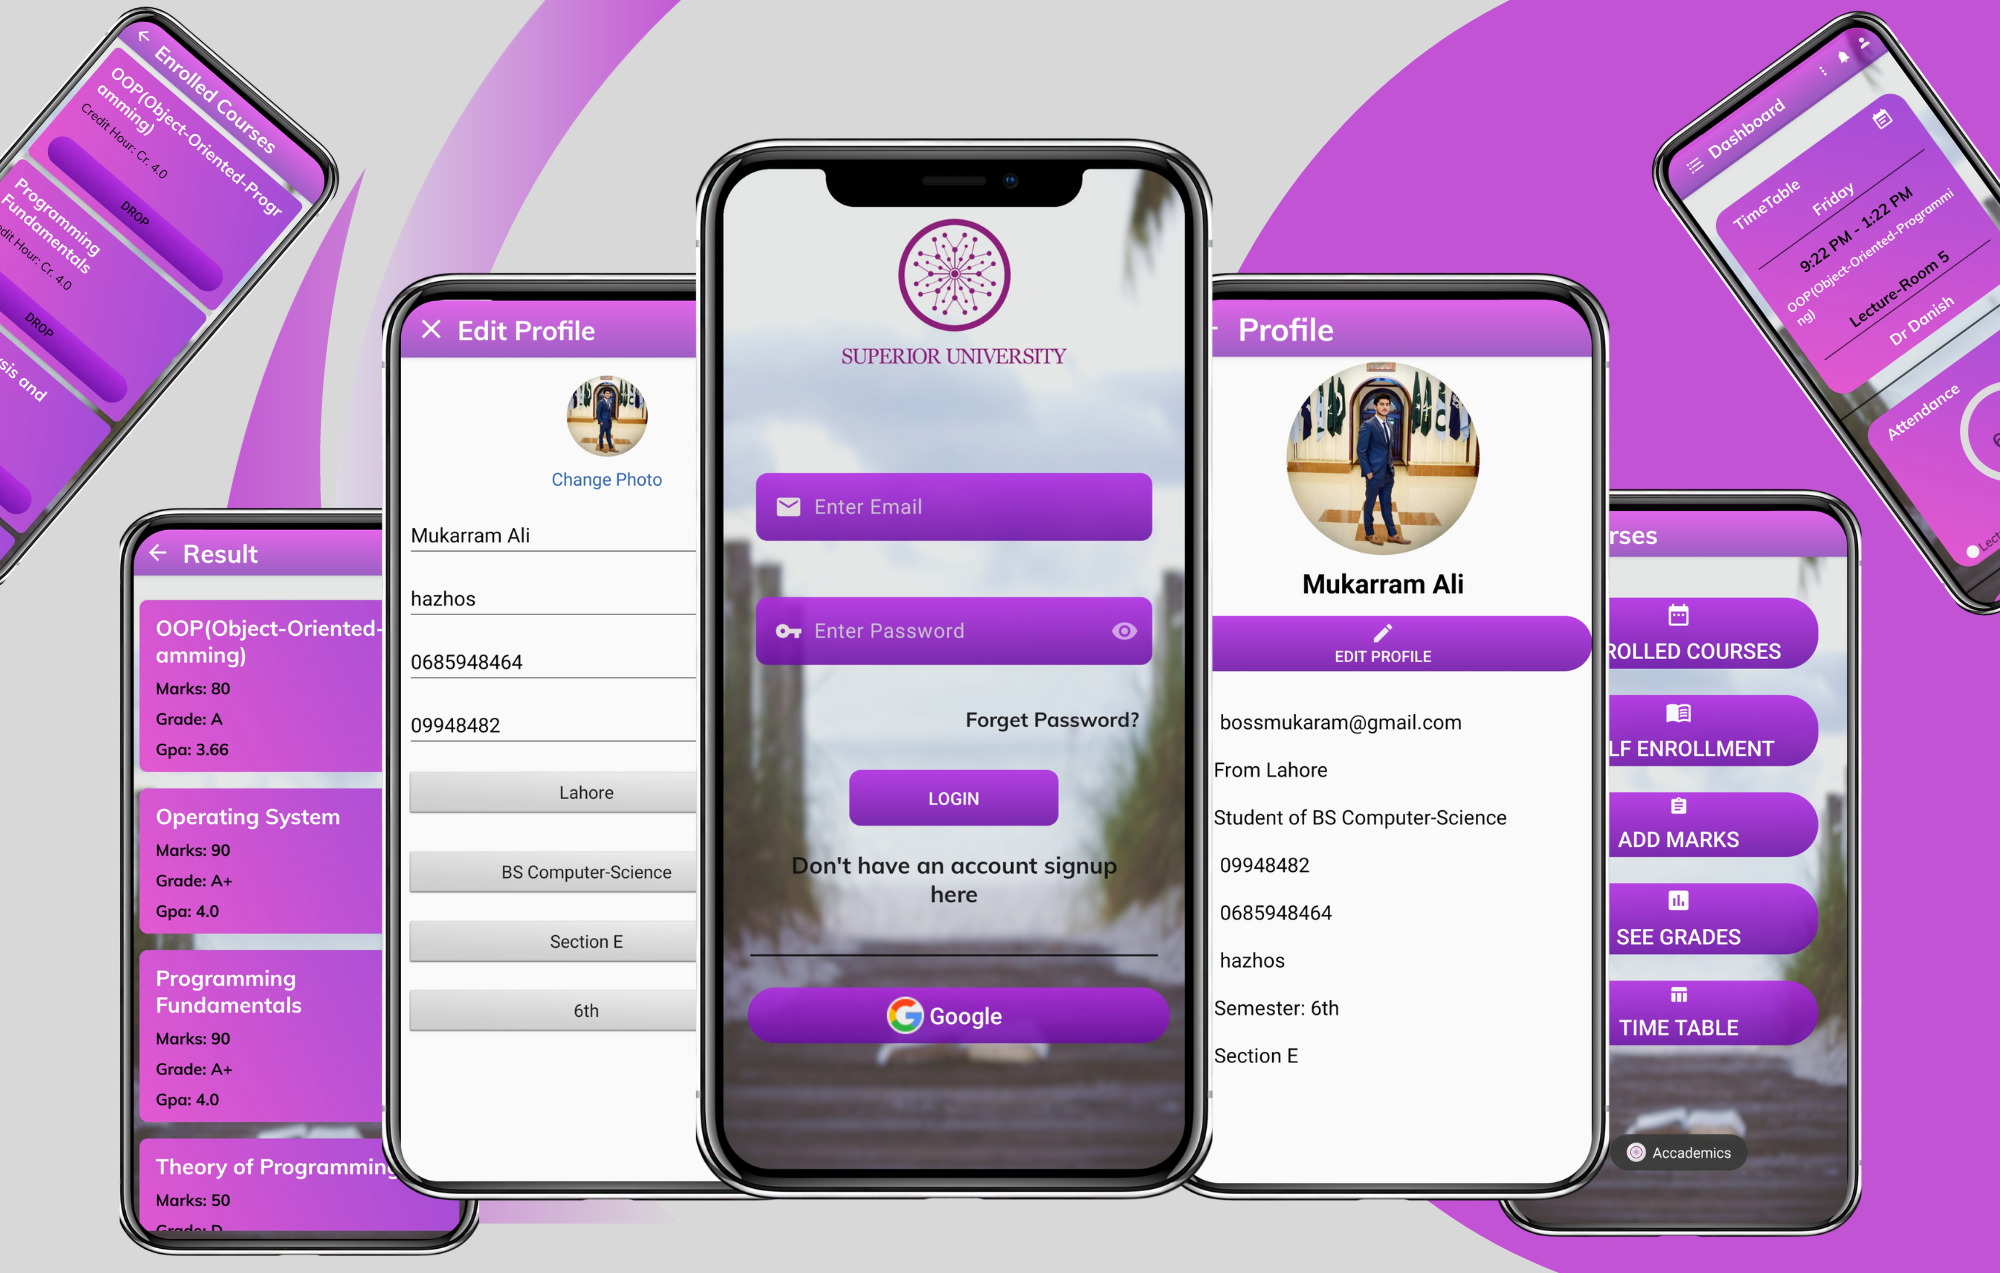 Enrolled Courses
OOP(Object-Oriented-Progr
amming)
Credit Hour: Cr. 4.0
DROP
Programming
Fundamentals
dit Hour: Cr. 4.0
DROP
sis and
Dashboard
TimeTable
Friday
9:22 PM - 1:22 PM
OOP(Object-Oriented-Programmi
ng)
Lecture-Room 5
Dr Danish
Attendance
Lect
Result
OOP(Object-Oriented-
amming)
Marks: 80
Grade: A
Gpa: 3.66
Operating System
Marks: 90
Grade: A+
Gpa: 4.0
Programming
Fundamentals
Marks: 90
Grade: A+
Gpa: 4.0
Theory of Programming
Marks: 50
Grade: D
Edit Profile
Change Photo
Mukarram Ali
hazhos
0685948464
09948482
Lahore
BS Computer-Science
Section E
6th
SUPERIOR UNIVERSITY
Enter Email
Enter Password
Forget Password?
LOGIN
Don't have an account signup
here
Google
Profile
Mukarram Ali
EDIT PROFILE
bossmukaram@gmail.com
From Lahore
Student of BS Computer-Science
09948482
0685948464
hazhos
Semester: 6th
Section E
rses
ROLLED COURSES
LF ENROLLMENT
ADD MARKS
SEE GRADES
TIME TABLE
Accademics